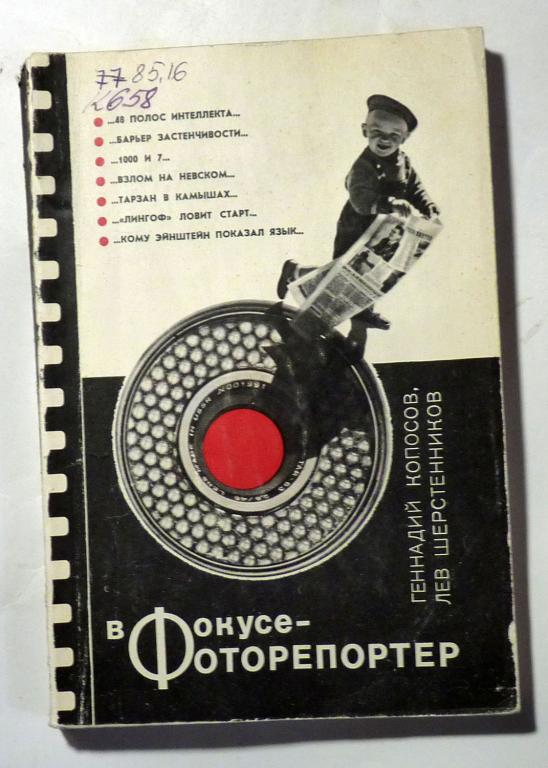 77 85.16
К658
...48 ПОЛОС ИНТЕЛЛЕКТА...
...БАРЬЕР ЗАСТЕНЧИВОСТИ...
...1000 И 7...
...ВЗЛОМ НА НЕВСКОМ...
...ТАРЗАН В КАМЫШАХ...
...«ЛИНГОФ» ЛОВИТ СТАРТ...
...КОМУ ЭЙНШТЕЙН ПОКАЗАЛ ЯЗЫК...
ГЕННАДИЙ КОПОСОВ,
ЛЕВ ШЕРСТЕННИКОВ
В ФОКУСЕ-
ФОТОРЕПОРТЕР